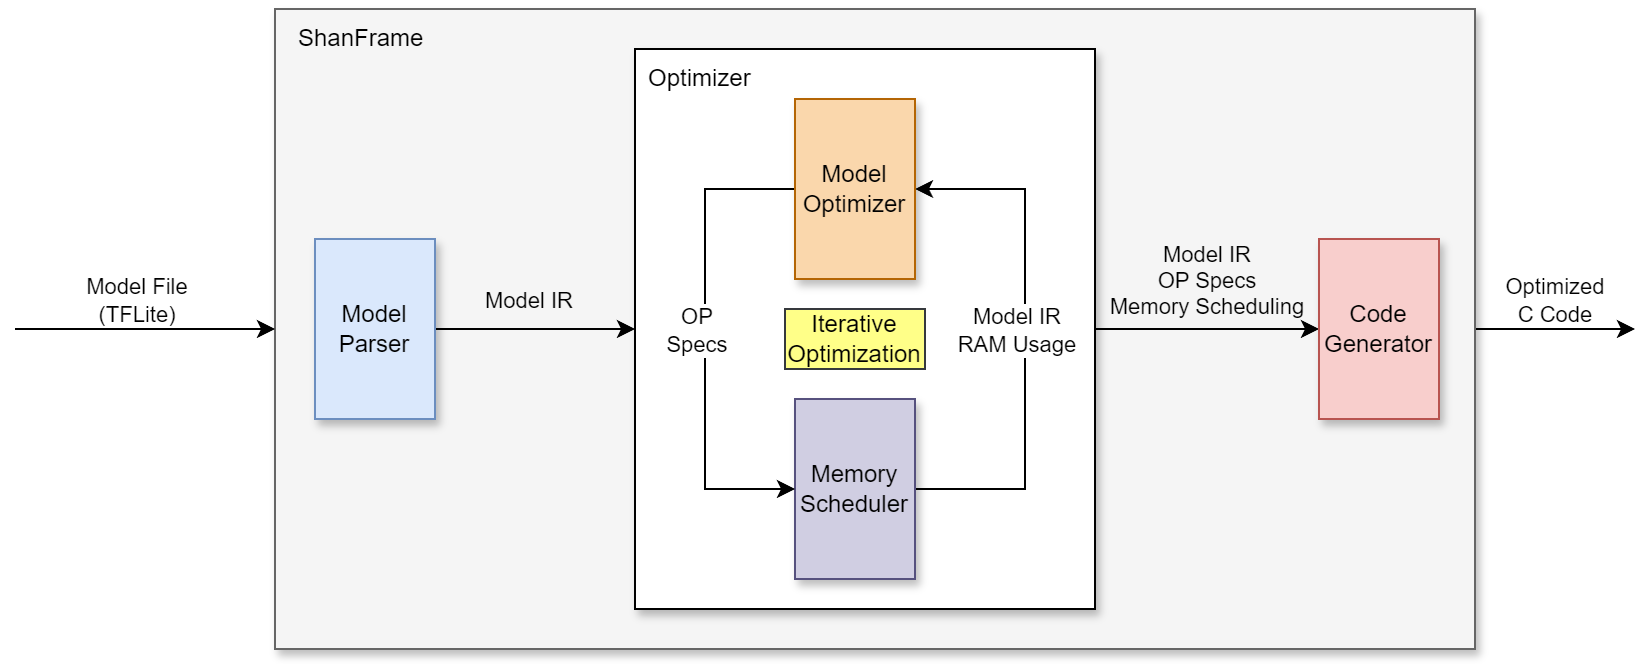 ShanFrame
Optimizer
Model
Optimizer
Model File
(TFLite)
Model
Parser
Model IR
OP
Specs
Iterative
Optimization
Model IR
RAM Usage
Memory
Scheduler
Model IR
OP Specs
Memory Scheduling
Code
Generator
Optimized
C Code